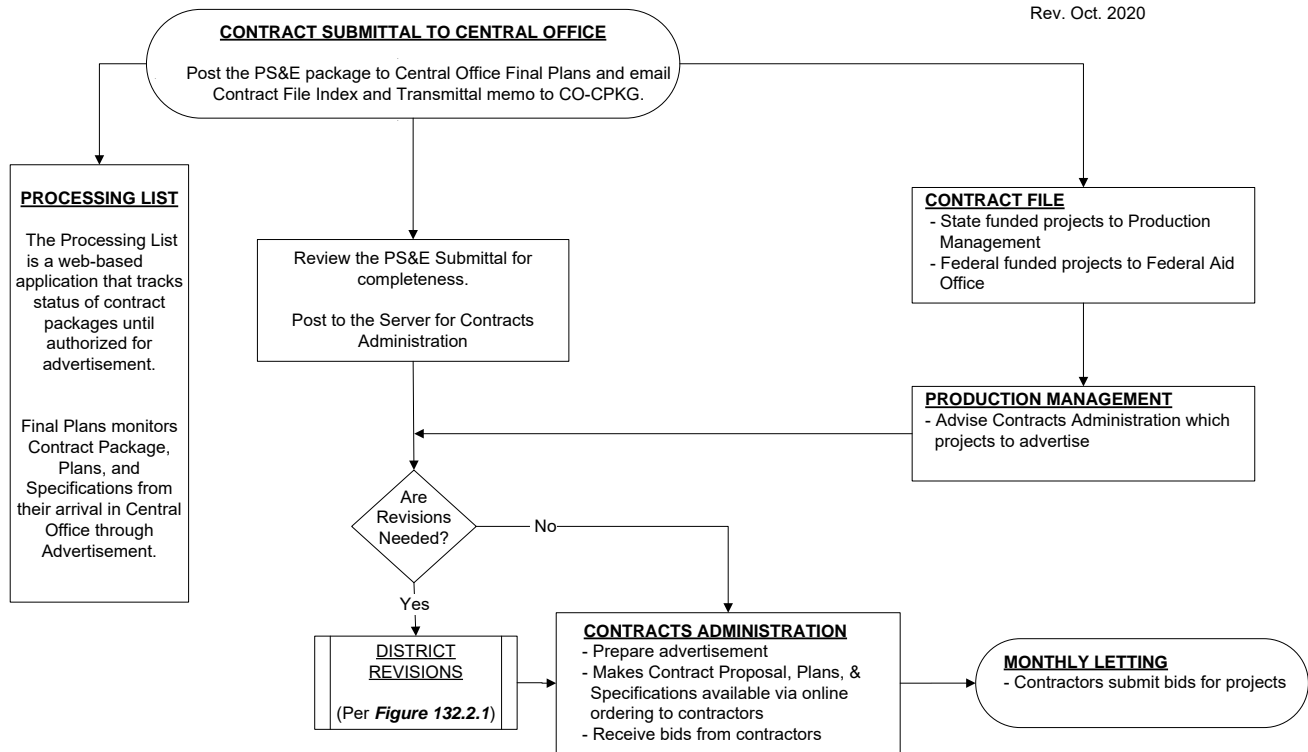 Rev. Oct. 2020
CONTRACT SUBMITTAL TO CENTRAL OFFICE
Post the PS&E package to Central Office Final Plans and email
Contract File Index and Transmittal memo to CO-CPKG.
PROCESSING LIST
The Processing List
is a web-based
application that tracks
status of contract
packages until
authorized for
advertisement.
Final Plans monitors
Contract Package,
Plans, and
Specifications from
their arrival in Central
Office through
Advertisement.
Review the PS&E Submittal for
completeness.
Post to the Server for Contracts
Administration
CONTRACT FILE
- State funded projects to Production
Management
- Federal funded projects to Federal Aid
Office
PRODUCTION MANAGEMENT
- Advise Contracts Administration which
projects to advertise
Are
Revisions
Needed?
No
Yes
DISTRICT
REVISIONS
(Per Figure 132.2.1)
CONTRACTS ADMINISTRATION
- Prepare advertisement
- Makes Contract Proposal, Plans, &
Specifications available via online
ordering to contractors
- Receive bids from contractors
MONTHLY LETTING
- Contractors submit bids for projects